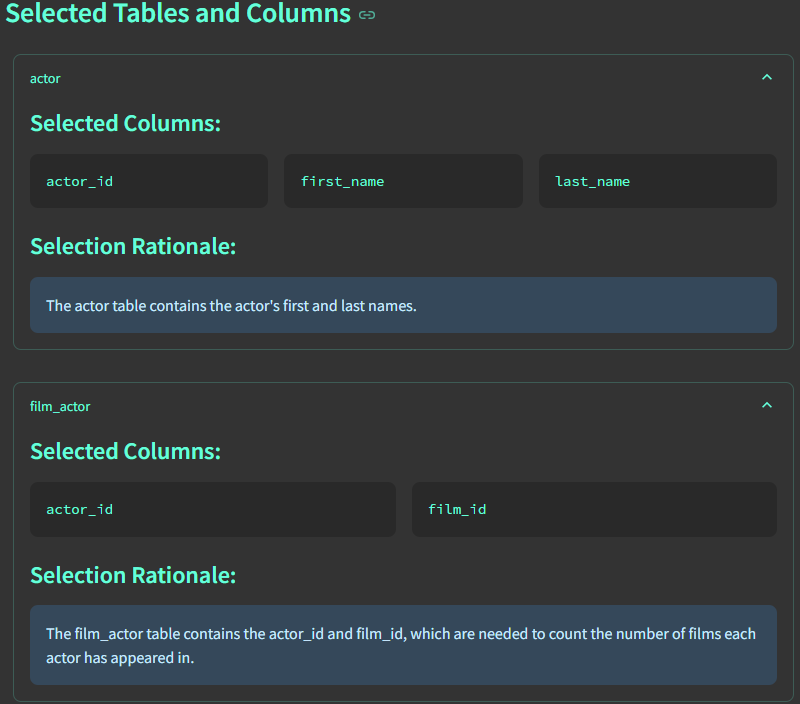 Selected Tables and Columns
actor
Selected Columns:
actor_id
first_name
last_name
Selection Rationale:
The actor table contains the actor's first and last names.
film_actor
Selected Columns:
actor_id
film_id
Selection Rationale:
The film_actor table contains the actor_id and film_id, which are needed to count the number of films each
actor has appeared in.